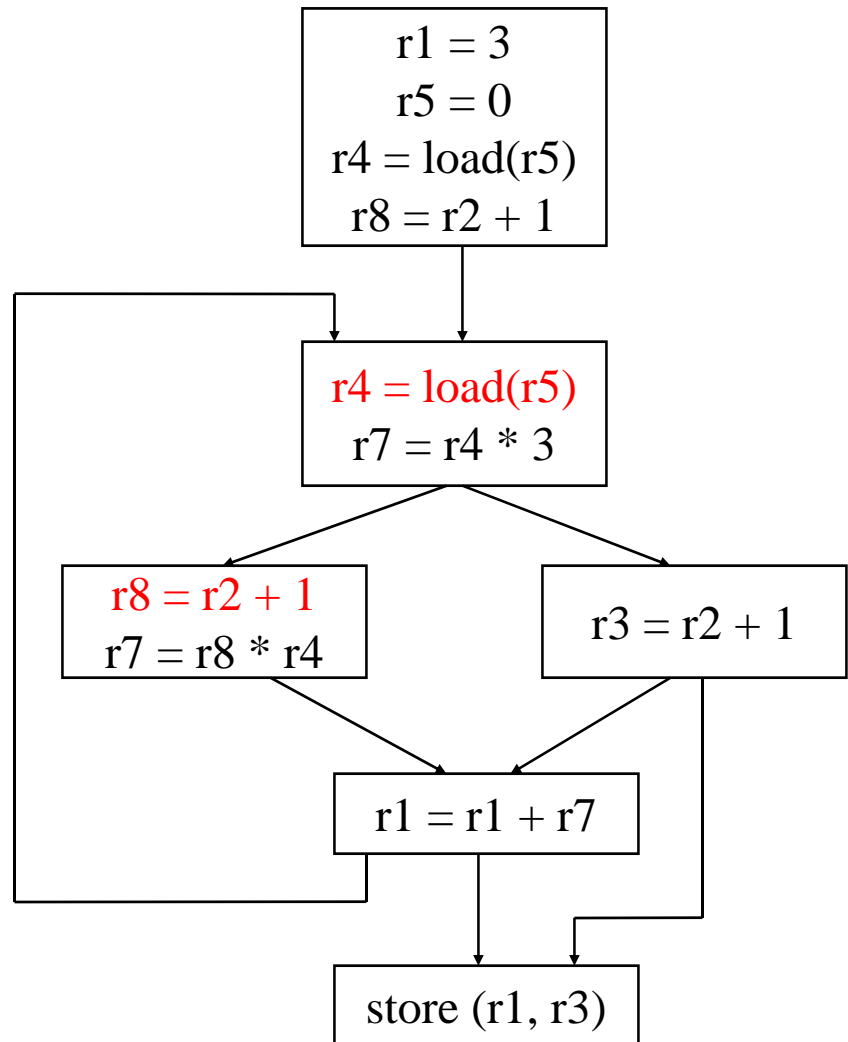 r1 = 3
r5 = 0
r4 = load(r5)
r8 = r2 + 1
r4 = load(r5)
r7 = r4 * 3
r8 = r2 + 1
r7 = r8 * r4
r3 = r2 + 1
r1 = r1 + r7
store (r1, r3)